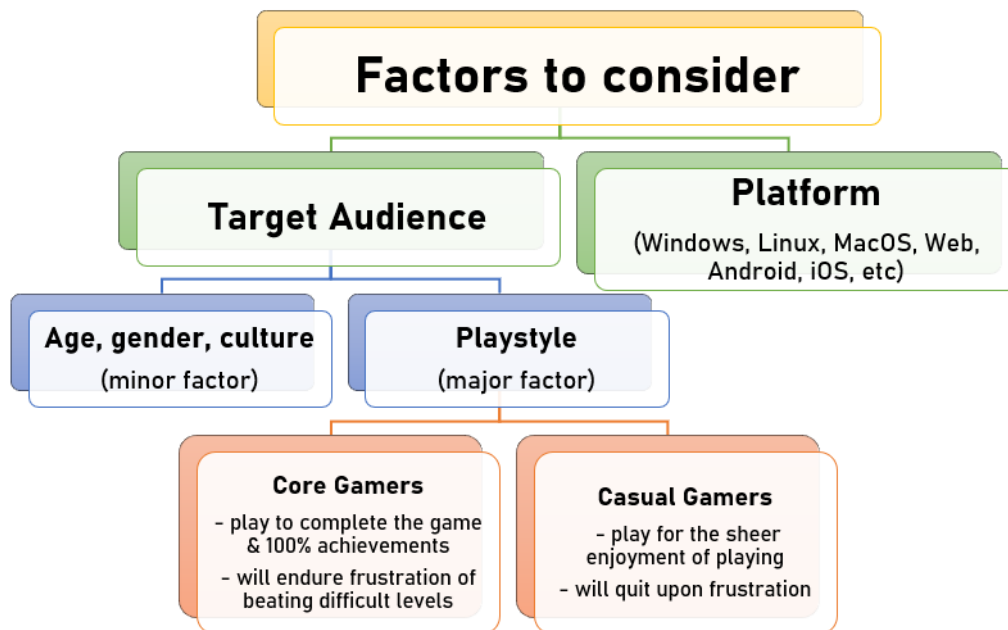 Factors to consider
Target Audience
Platform
(Windows, Linux, MacOS, Web,
Android, iOS, etc)
Age, gender, culture
(minor factor)
Playstyle
(major factor)
Core Gamers
- play to complete the game
& 100% achievements
- will endure frustration of
beating difficult levels
Casual Gamers
- play for the sheer
enjoyment of playing
- will quit upon frustration